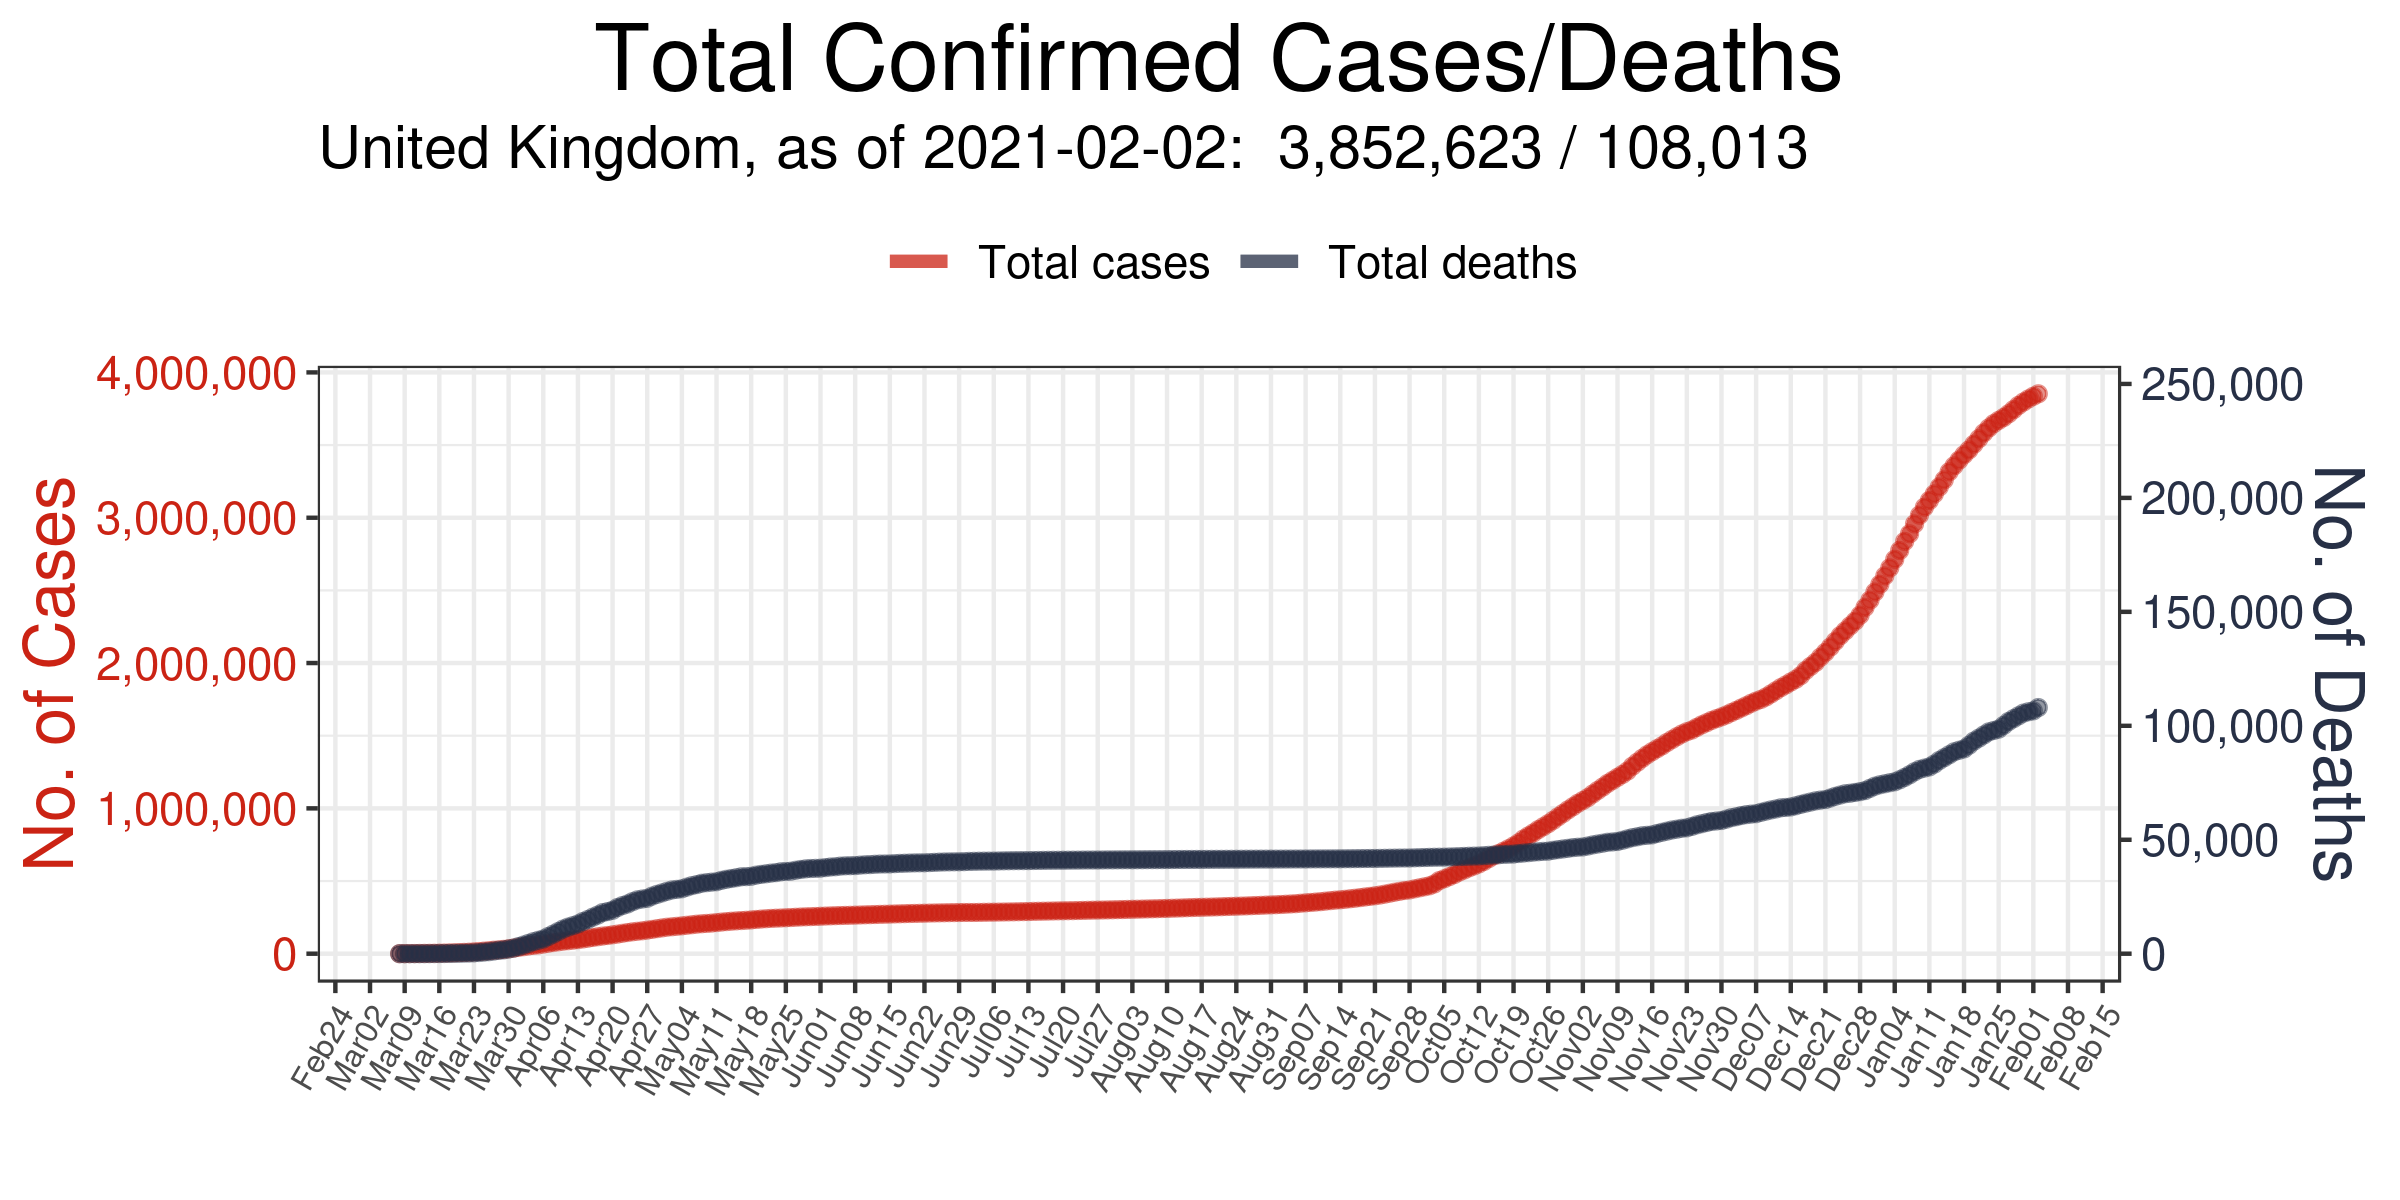 Total Confirmed Cases/Deaths
United Kingdom, as of 2021-02-02:  3,852,623 / 108,013
Total cases
Total deaths
No. of Cases
4,000,000
3,000,000
2,000,000
1,000,000
0
250,000
200,000
150,000
100,000
50,000
0
No. of Deaths
Feb24
Mar02
Mar09
Mar16
Mar23
Mar30
Apr06
Apr13
Apr20
Apr27
May04
May11
May18
May25
Jun01
Jun08
Jun15
Jun22
Jun29
Jul06
Jul13
Jul20
Jul27
Aug03
Aug10
Aug17
Aug24
Aug31
Sep07
Sep14
Sep21
Sep28
Oct05
Oct12
Oct19
Oct26
Nov02
Nov09
Nov16
Nov23
Nov30
Dec07
Dec14
Dec21
Dec28
Jan04
Jan11
Jan18
Jan25
Feb01
Feb08
Feb15